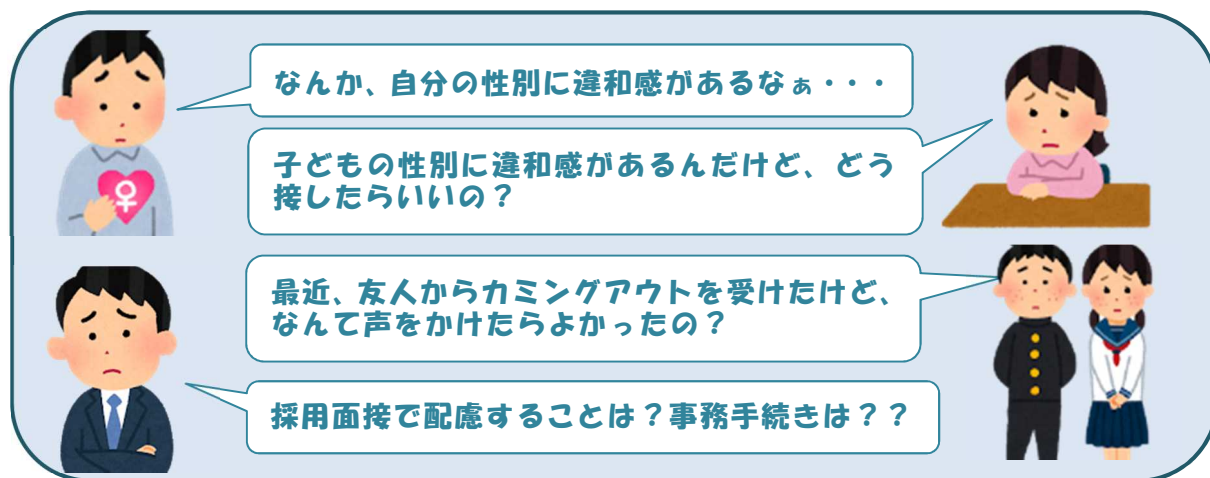 なんか、自分の性別に違和感があるなぁ・・・
子どもの性別に違和感があるんだけど、どう
接したらいいの？
最近、友人からカミングアウトを受けたけど、
なんて声をかけたらよかったの？
採用面接で配慮することは？事務手続きは？？